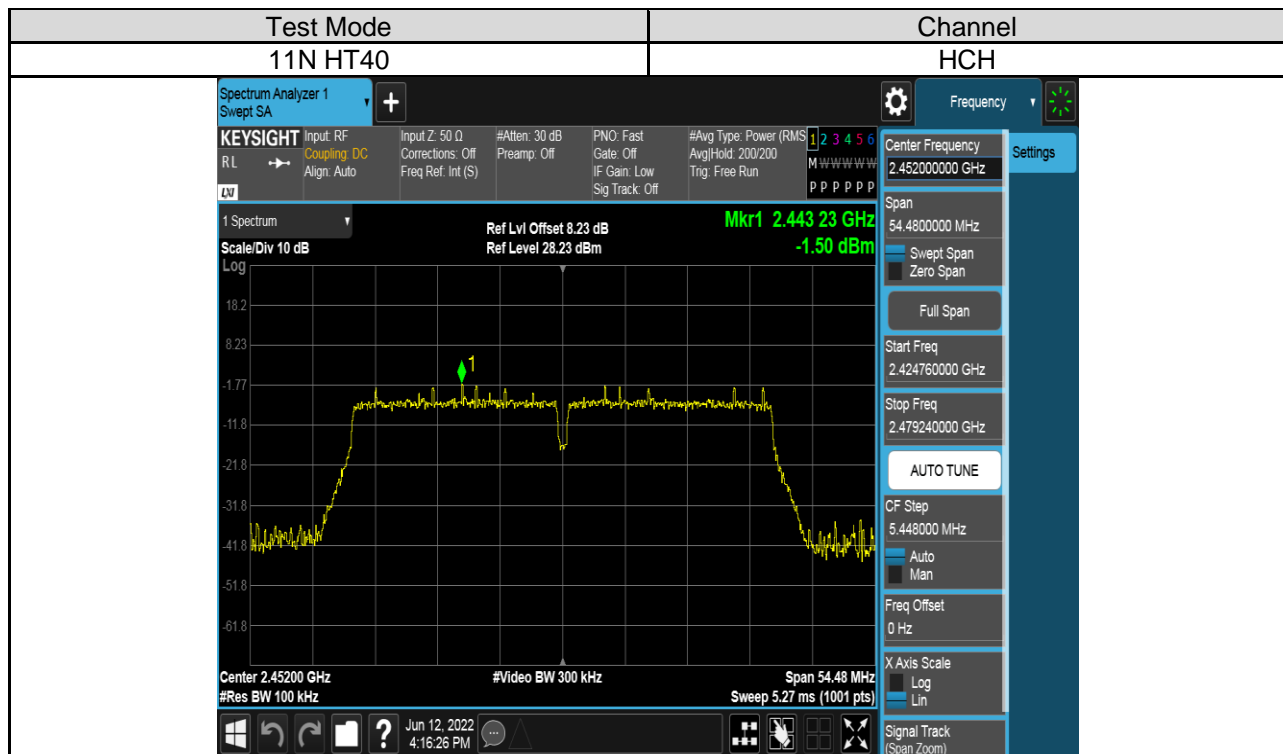 Test Mode Channel
11N HT40 HCH
Spectrum Analyzer 1
Swept SA
Frequency
KEYSIGHT
R L
LXI
Input: RF
Coupling: DC
Align: Auto
Input Z: 50 Ω
Corrections: Off
Freq Ref: Int (S)
#Atten: 30 dB
Preamp: Off
PNO: Fast
Gate: Off
IF Gain: Low
Sig Track: Off
#Avg Type: Power (RMS
Avg|Hold: 200/200
Trig: Free Run
1 2 3 4 5 6
M W W W W W
P P P P P P
1 Spectrum
Scale/Div 10 dB
Log
Ref Lvl Offset 8.23 dB
Ref Level 28.23 dBm
Mkr1 2.443 23 GHz
-1.50 dBm
18.2
8.23
-1.77
-11.8
-21.8
-31.8
-41.8
-51.8
-61.8
1
Center 2.45200 GHz
#Res BW 100 kHz
#Video BW 300 kHz
Span 54.48 MHz
Sweep 5.27 ms (1001 pts)
Center Frequency
2.452000000 GHz
Settings
Span
54.4800000 MHz
Swept Span
Zero Span
Full Span
Start Freq
2.424760000 GHz
Stop Freq
2.479240000 GHz
AUTO TUNE
CF Step
5.448000 MHz
Auto
Man
Freq Offset
0 Hz
X Axis Scale
Log
Lin
Signal Track
(Span Zoom)
?
Jun 12, 2022
4:16:26 PM